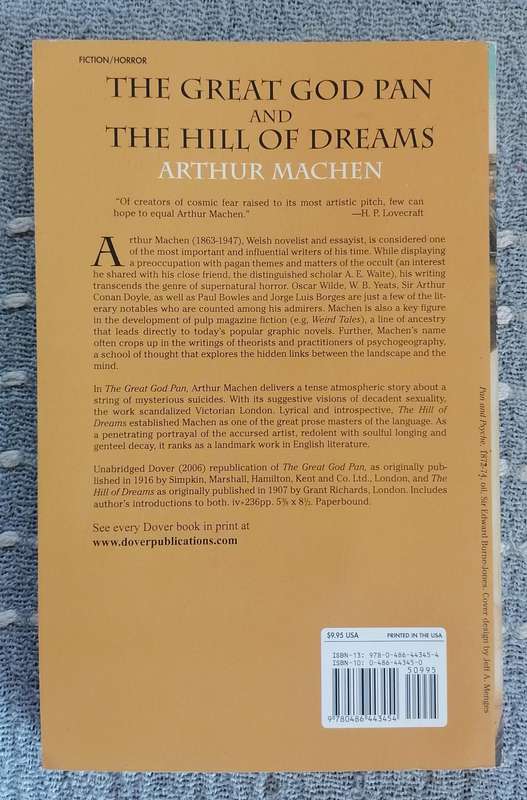 FICTION/HORROR
THE GREAT GOD PAN
AND
THE HILL OF DREAMS
ARTHUR MACHEN
“Of creators of cosmic fear raised to its most artistic pitch, few can
hope to equal Arthur Machen.” —H. P. Lovecraft
Arthur Machen (1863-1947), Welsh novelist and essayist, is considered one
of the most important and influential writers of his time. While displaying
a preoccupation with pagan themes and matters of the occult (an interest
he shared with his close friend, the distinguished scholar A. E. Waite), his writing
transcends the genre of supernatural horror. Oscar Wilde, W. B. Yeats, Sir Arthur
Conan Doyle, as well as Paul Bowles and Jorge Luis Borges are just a few of the lit-
erary notables who are counted among his admirers. Machen is also a key figure
in the development of pulp magazine fiction (e.g, Weird Tales), a line of ancestry
that leads directly to today’s popular graphic novels. Further, Machen’s name
often crops up in the writings of theorists and practitioners of psychogeography,
a school of thought that explores the hidden links between the landscape and the
mind.
In The Great God Pan, Arthur Machen delivers a tense atmospheric story about a
string of mysterious suicides. With its suggestive visions of decadent sexuality,
the work scandalized Victorian London. Lyrical and introspective, The Hill of
Dreams established Machen as one of the great prose masters of the language. As
a penetrating portrayal of the accursed artist, redolent with soulful longing and
genteel decay, it ranks as a landmark work in English literature.
Unabridged Dover (2006) republication of The Great God Pan, as originally pub-
lished in 1916 by Simpkin, Marshall, Hamilton, Kent and Co. Ltd., London, and The
Hill of Dreams as originally published in 1907 by Grant Richards, London. Includes
author’s introductions to both. iv+236pp. 5⅜ x 8½. Paperbound.
See every Dover book in print at
www.doverpublications.com
Pan and Psyche, 1872-74, oil, Sir Edward Burne-Jones. Cover design by Jeff A. Menges
$9.95 USA PRINTED IN THE USA
ISBN-13: 978-0-486-44345-4
ISBN-10: 0-486-44345-0
50995
9 780486 443454